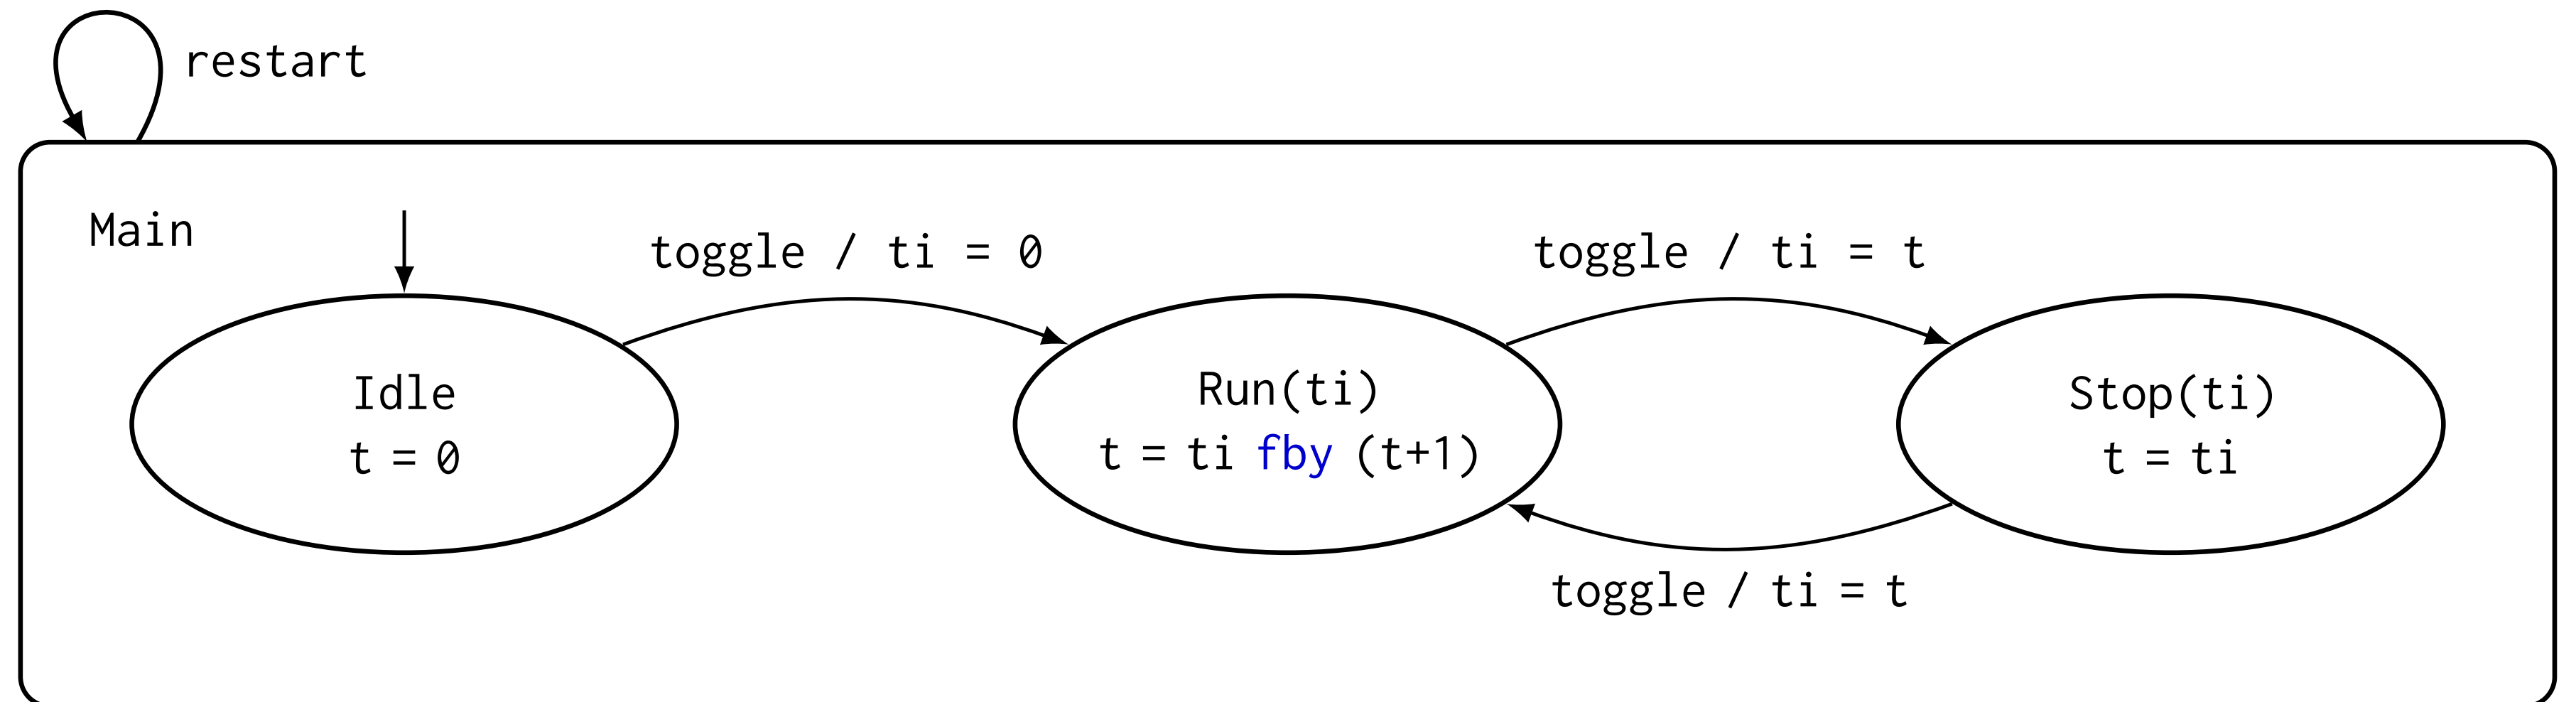 restart
Main
toggle / ti = 0
toggle / ti = t
Idle
t = 0
Run(ti)
t = ti fby (t+1)
Stop(ti)
t = ti
toggle / ti = t